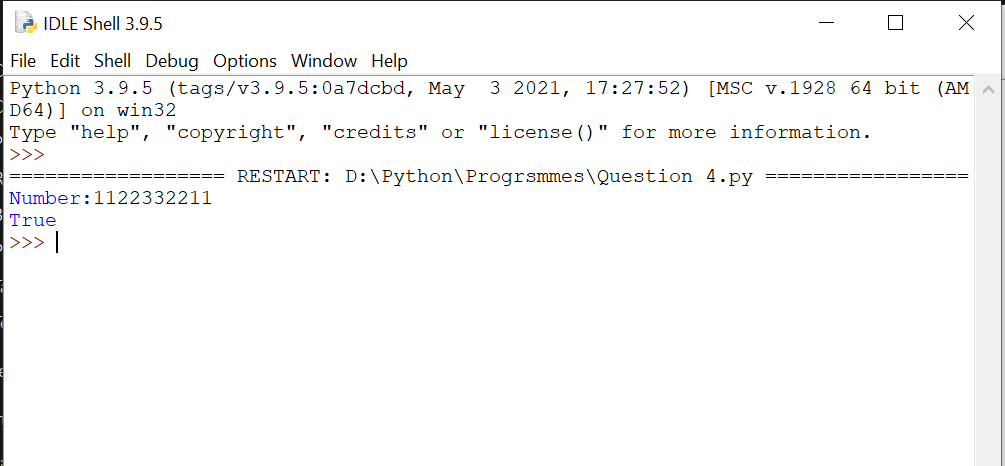 IDLE Shell 3.9.5
File Edit Shell Debug Options Window Help
Python 3.9.5 (tags/v3.9.5:0a7dcbd, May  3 2021, 17:27:52) [MSC v.1928 64 bit (AM
D64)] on win32
Type "help", "copyright", "credits" or "license()" for more information.
>>>
================== RESTART: D:\Python\Progrsmmes\Question 4.py =================
Number:1122332211
True
>>>